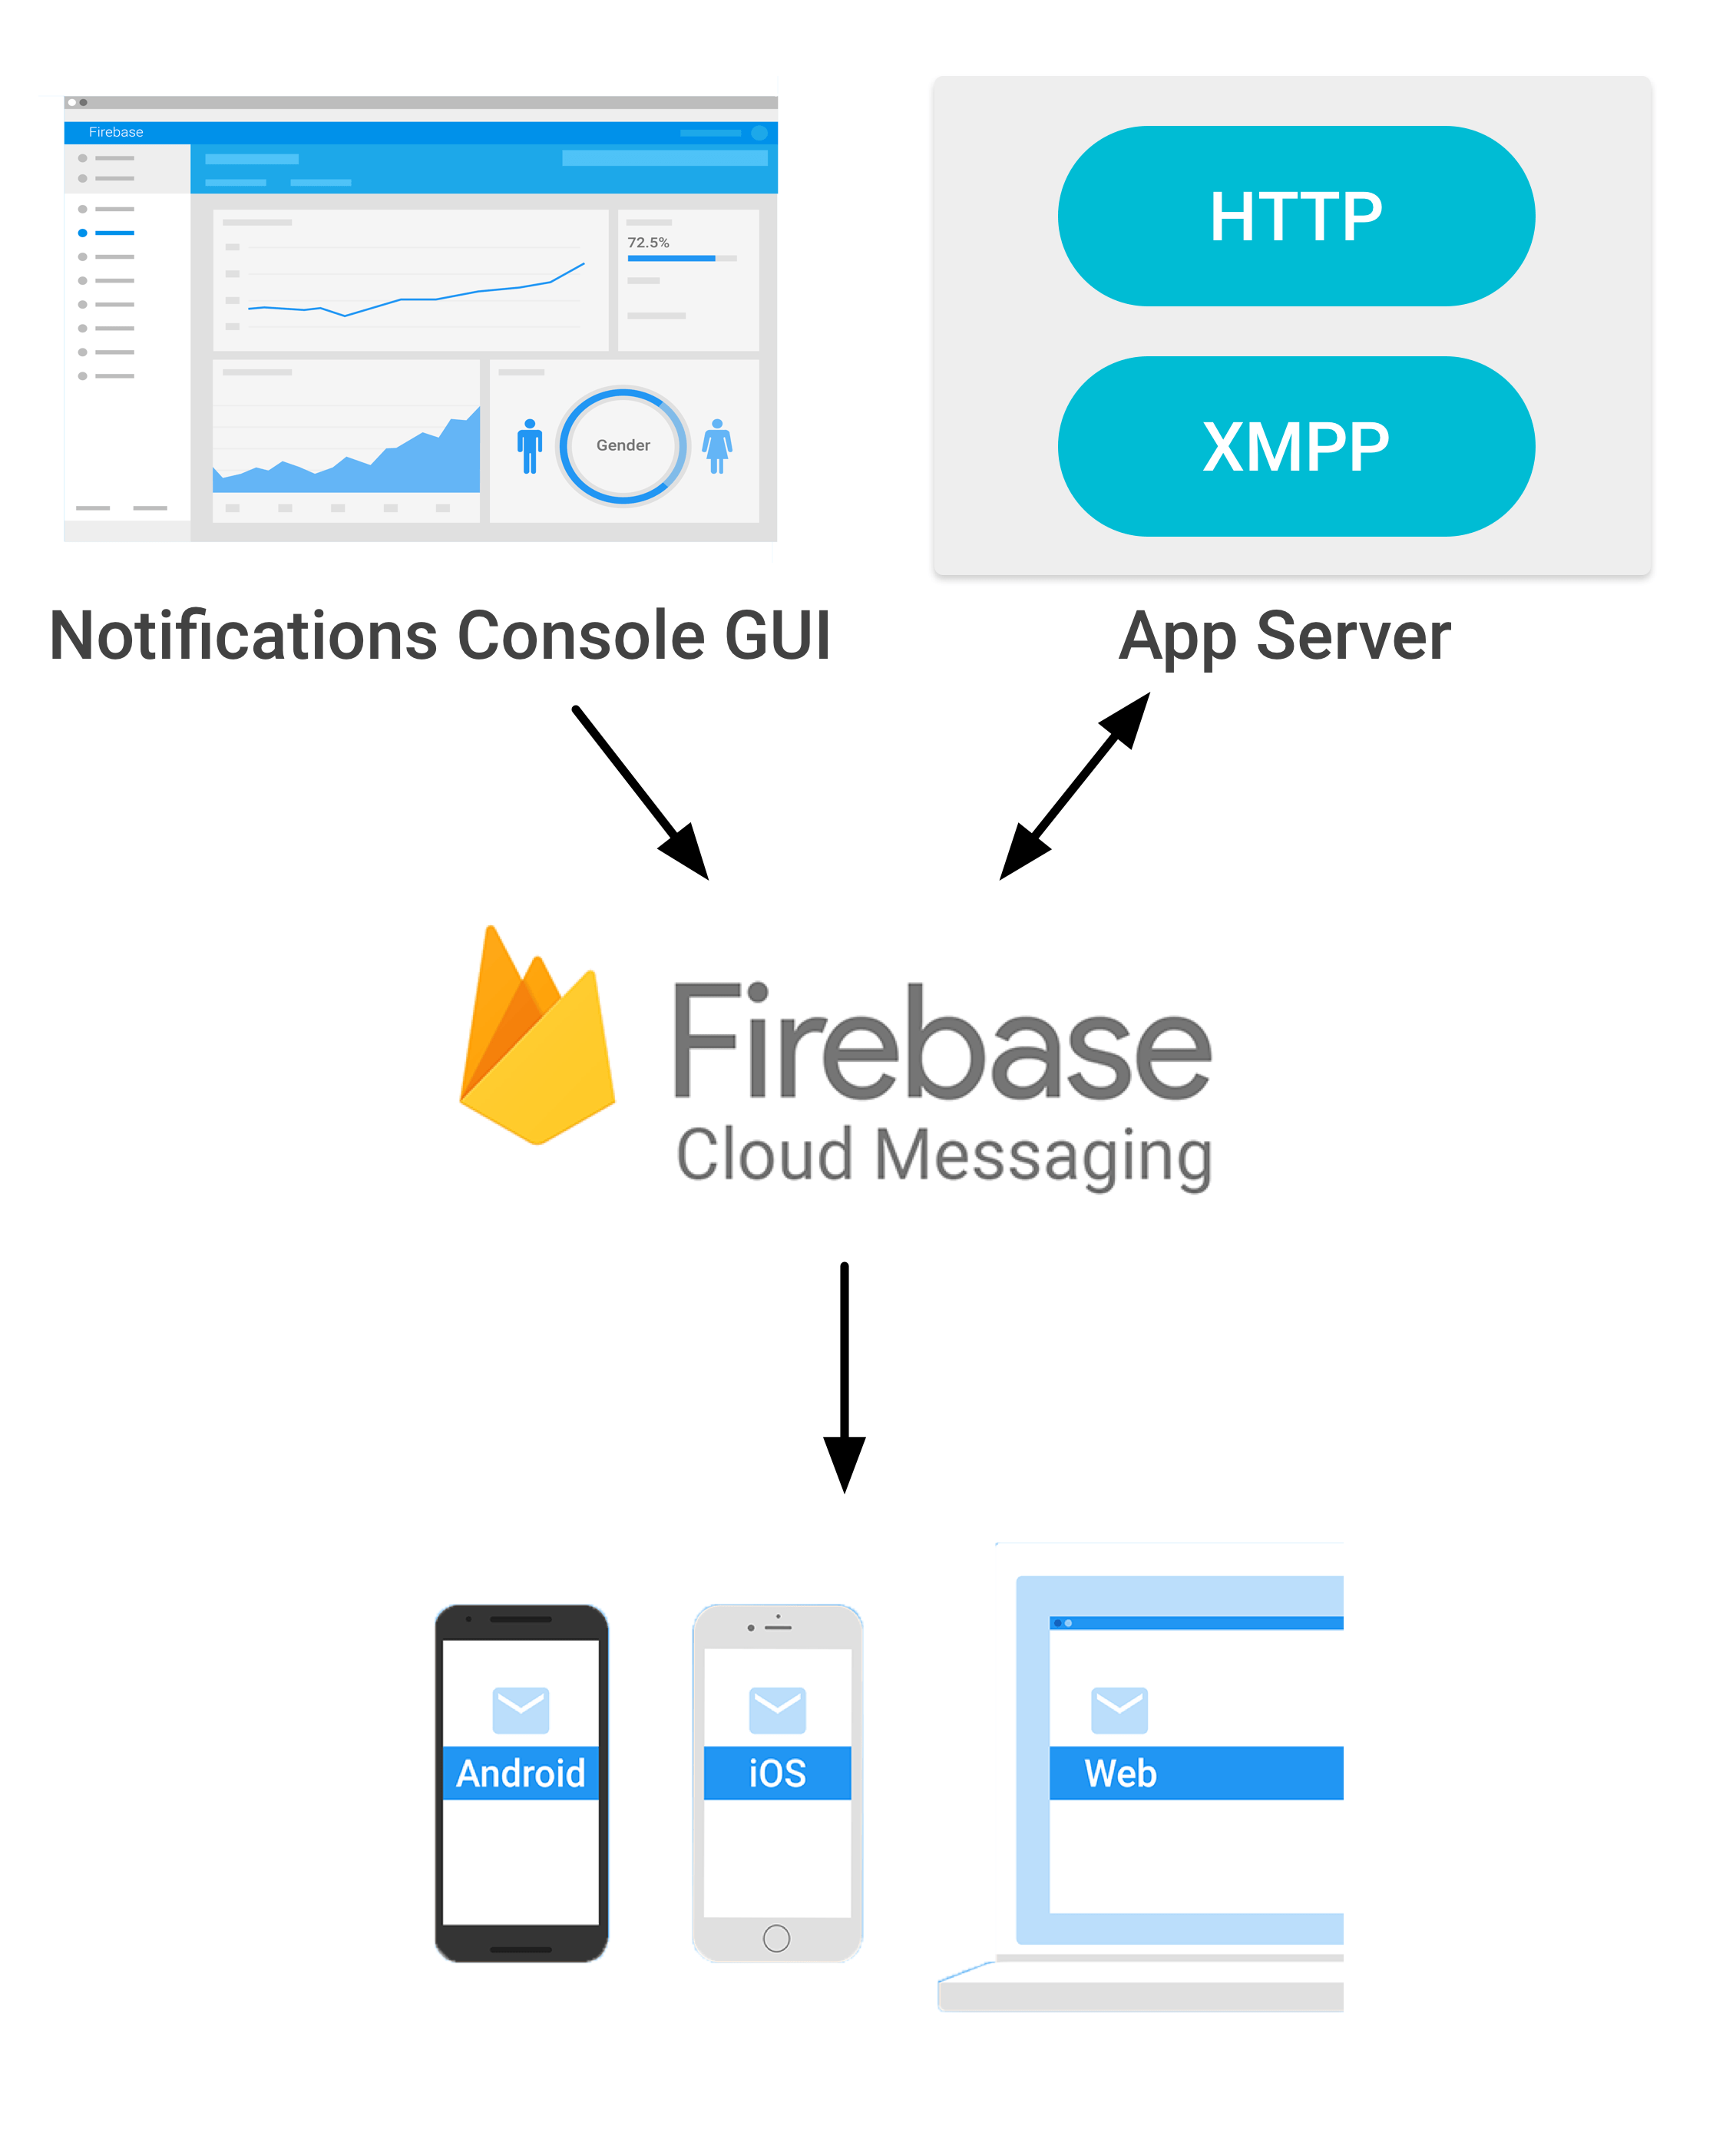 Firebase
72.5%
Gender
HTTP
XMPP
Notifications Console GUI
App Server
Firebase
Cloud Messaging
Android
iOS
Web